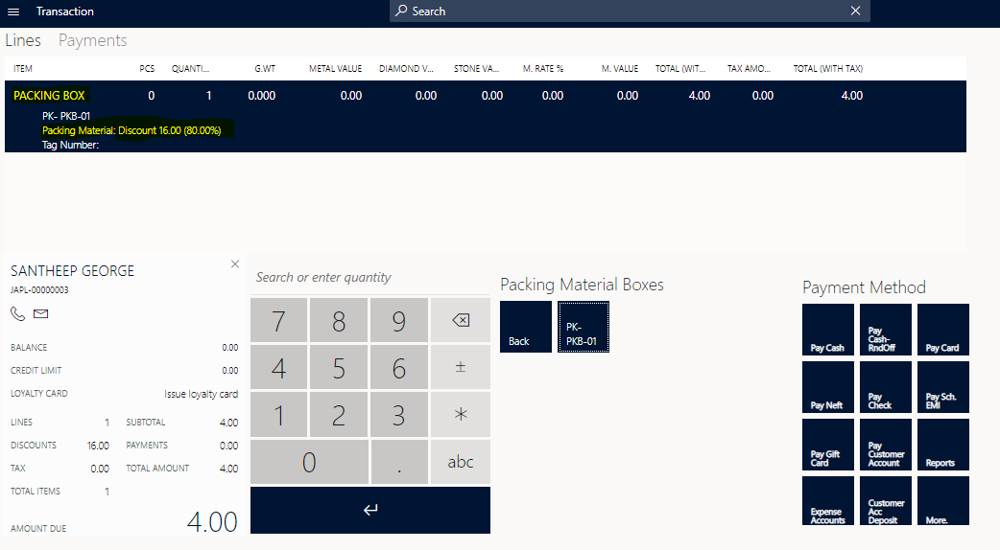 Transaction
Search
Lines Payments
ITEM PCS QUANTI... G.WT METAL VALUE DIAMOND V... STONE VA... M. RATE % M. VALUE TOTAL (WIT... TAX AMO... TOTAL (WITH TAX)
PACKING BOX 0 1 0.000 0.00 0.00 0.00 0.00 0.00 4.00 0.00 4.00
PK- PKB-01
Packing Material: Discount 16.00 (80.00%)
Tag Number:
SANTHEEP GEORGE
JAPL-00000003
BALANCE 0.00
CREDIT LIMIT 0.00
LOYALTY CARD Issue loyalty card
LINES 1 SUBTOTAL 4.00
DISCOUNTS 16.00 PAYMENTS 0.00
TAX 0.00 TOTAL AMOUNT 4.00
TOTAL ITEMS 1
AMOUNT DUE 4.00
Search or enter quantity
7 8 9
4 5 6 ±
1 2 3 *
0 . abc
Packing Material Boxes
Back
PK-
PKB-01
Payment Method
Pay Cash
Pay
Cash-
RndOff
Pay Card
Pay Neft
Pay
Check
Pay Sch.
EMI
Pay Gift
Card
Pay
Customer
Account
Reports
Expense
Accounts
Customer
Acc
Deposit
More.